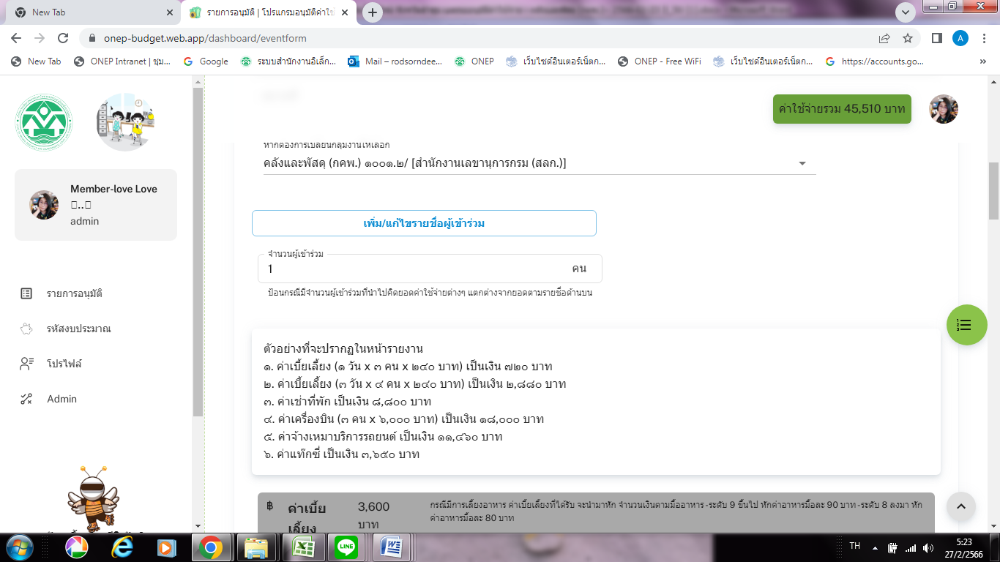 New Tab
รายการอนุมัติ | โปรแกรมอนุมัติค่าใช้
onep-budget.web.app/dashboard/eventform
A
New Tab
ONEP Intranet | ชุม...
Google
ระบบสำนักงานอิเล็ก...
Mail – rodsorndee...
ONEP
เว็บไซต์อินเตอร์เน็ตก...
ONEP - Free WiFi
เว็บไซต์อินเตอร์เน็ตก...
https://accounts.go...
»
ค่าใช้จ่ายรวม 45,510 บาท
หากต้องการเปลี่ยนกลุ่มงานให้เลือก
คลังและพัสดุ (กคพ.) ๑๐๐๑.๒/ [สำนักงานเลขานุการกรม (สลก.)]
Member-love Love
admin
เพิ่ม/แก้ไขรายชื่อผู้เข้าร่วม
จำนวนผู้เข้าร่วม
1 คน
ป้อนกรณีมีจำนวนผู้เข้าร่วมที่นำไปคิดยอดค่าใช้จ่ายต่างๆ แตกต่างจากยอดตามรายชื่อด้านบน
รายการอนุมัติ
รหัสงบประมาณ
โปรไฟล์
Admin
ตัวอย่างที่จะปรากฏในหน้ารายงาน
๑. ค่าเบี้ยเลี้ยง (๑ วัน x ๓ คน x ๒๔๐ บาท) เป็นเงิน ๗๒๐ บาท
๒. ค่าเบี้ยเลี้ยง (๓ วัน x ๔ คน x ๒๔๐ บาท) เป็นเงิน ๒,๘๘๐ บาท
๓. ค่าเช่าที่พัก เป็นเงิน ๘,๘๐๐ บาท
๔. ค่าเครื่องบิน (๓ คน x ๖,๐๐๐ บาท) เป็นเงิน ๑๘,๐๐๐ บาท
๕. ค่าจ้างเหมาบริการรถยนต์ เป็นเงิน ๑๑,๔๖๐ บาท
๖. ค่าแท๊กซี่ เป็นเงิน ๓,๖๕๐ บาท
฿ ค่าเบี้ย
เลี้ยง
3,600
บาท
กรณีมีการเลี้ยงอาหาร ค่าเบี้ยเลี้ยงที่ได้รับ จะนำมาหัก จำนวนเงินตามมื้ออาหาร -ระดับ 9 ขึ้นไป หักค่าอาหารมื้อละ 90 บาท -ระดับ 8 ลงมา หัก
ค่าอาหารมื้อละ 80 บาท
LINE
TH
5:23
27/2/2566